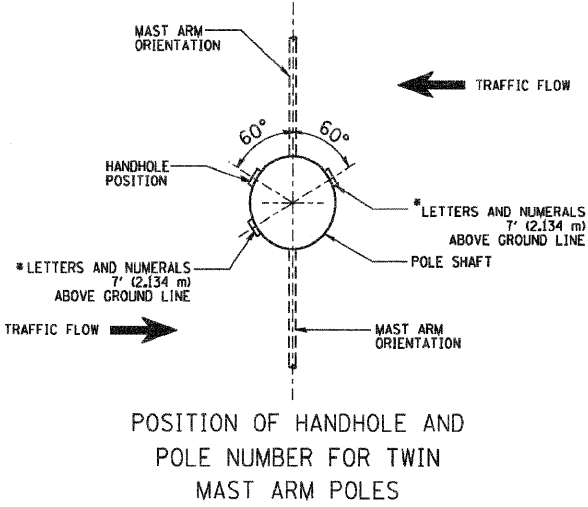 MAST ARM
ORIENTATION
TRAFFIC FLOW
60°
60°
HANDHOLE
POSITION
*LETTERS AND NUMERALS
7' (2.134 m)
ABOVE GROUND LINE
POLE SHAFT
*LETTERS AND NUMERALS
7' (2.134 m)
ABOVE GROUND LINE
TRAFFIC FLOW
MAST ARM
ORIENTATION
POSITION OF HANDHOLE AND
POLE NUMBER FOR TWIN
MAST ARM POLES